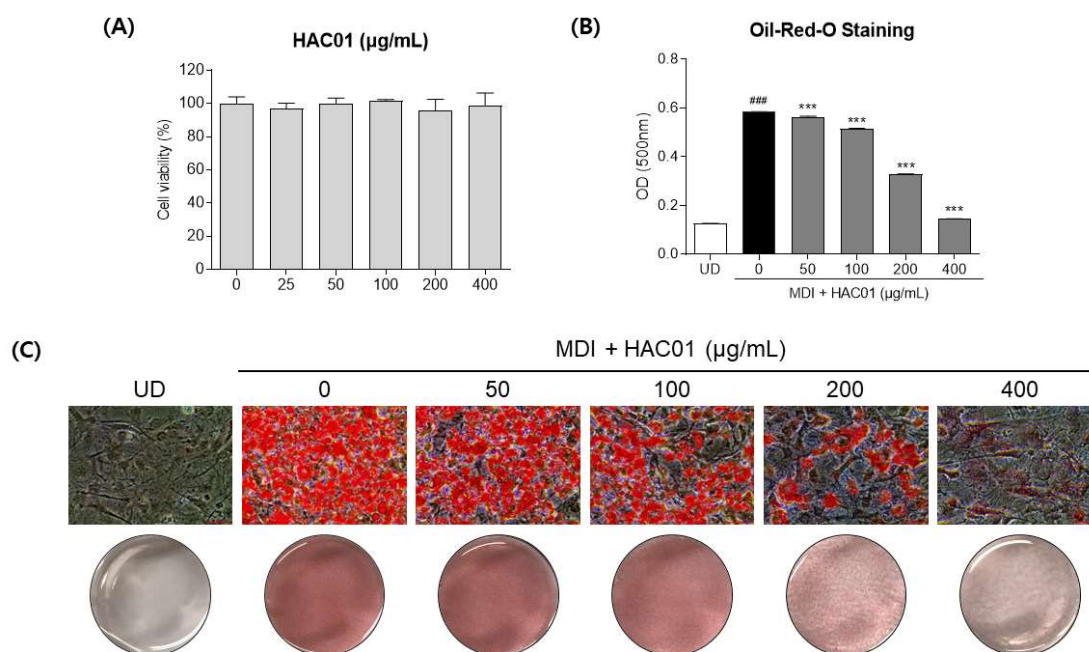 (A)
HAC01 (µg/mL)
Cell viability (%)
120
100
80
60
40
20
0
0 25 50 100 200 400
(B)
Oil-Red-O Staining
OD (500nm)
0.8
0.6
0.4
0.2
0.0
###
***
***
***
***
UD 0 50 100 200 400
MDI + HAC01 (µg/mL)
(C)
MDI + HAC01 (µg/mL)
UD 0 50 100 200 400